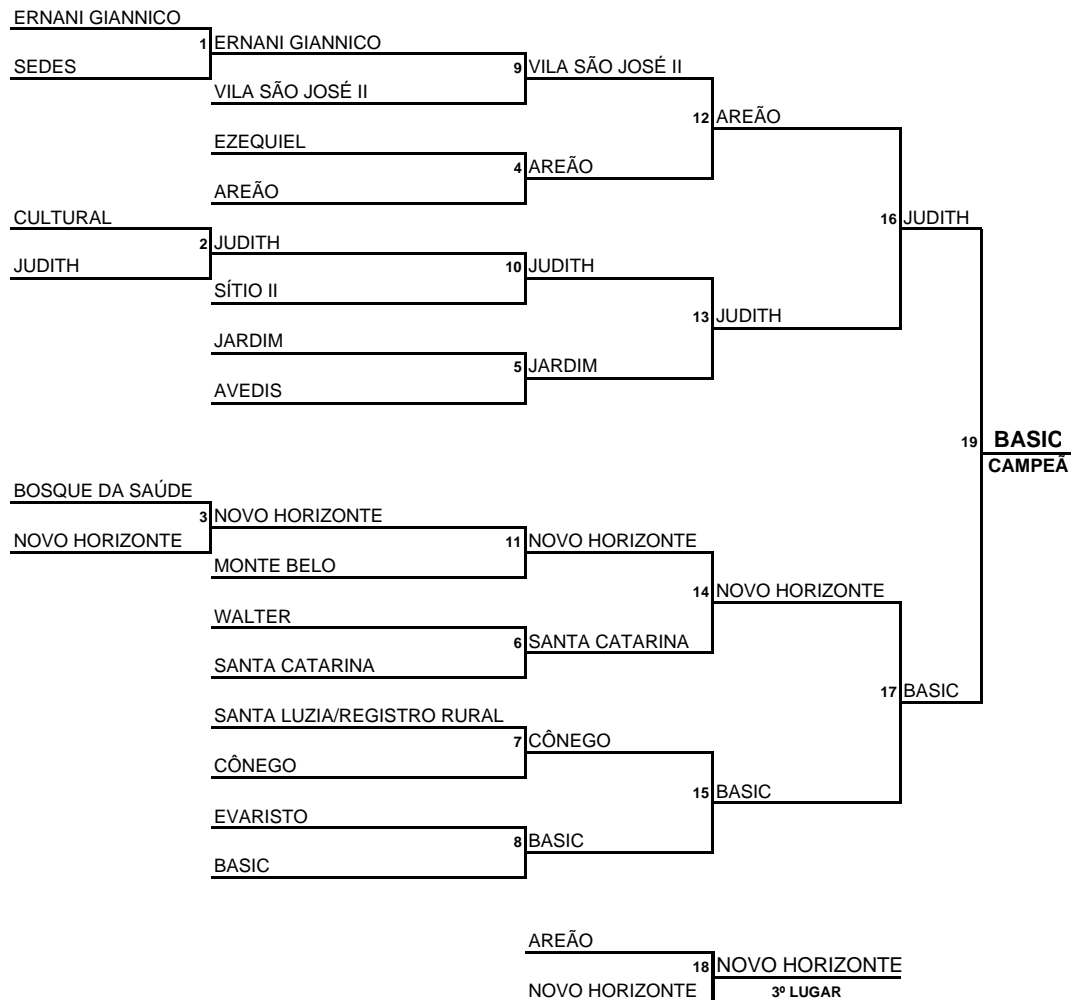 ERNANI GIANNICO
1 ERNANI GIANNICO
SEDES
9 VILA SÃO JOSÉ II
VILA SÃO JOSÉ II
12 AREÃO
EZEQUIEL
4 AREÃO
AREÃO
CULTURAL
16 JUDITH
2 JUDITH
JUDITH
10 JUDITH
SÍTIO II
13 JUDITH
JARDIM
5 JARDIM
AVEDIS
19 BASIC
CAMPEÃ
BOSQUE DA SAÚDE
3 NOVO HORIZONTE
NOVO HORIZONTE
11 NOVO HORIZONTE
MONTE BELO
14 NOVO HORIZONTE
WALTER
6 SANTA CATARINA
SANTA CATARINA
17 BASIC
SANTA LUZIA/REGISTRO RURAL
7 CÔNEGO
CÔNEGO
15 BASIC
EVARISTO
8 BASIC
BASIC
AREÃO
18 NOVO HORIZONTE
NOVO HORIZONTE
3º LUGAR